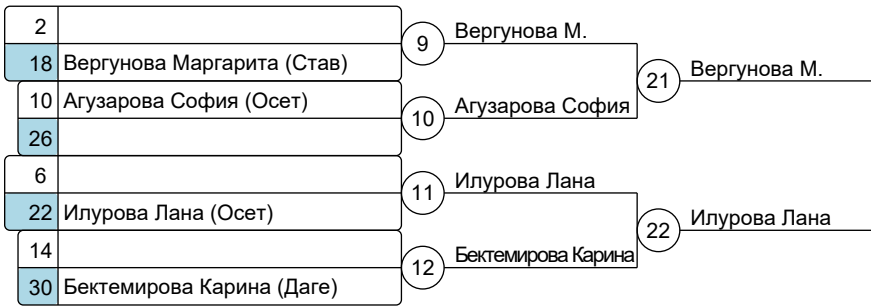 2
18 Вергунова Маргарита (Став)
9 Вергунова М.
10 Агузарова София (Осет)
26
10 Агузарова София
21 Вергунова М.
6
22 Илурова Лана (Осет)
11 Илурова Лана
14
30 Бектемирова Карина (Даге)
12 Бектемирова Карина
22 Илурова Лана